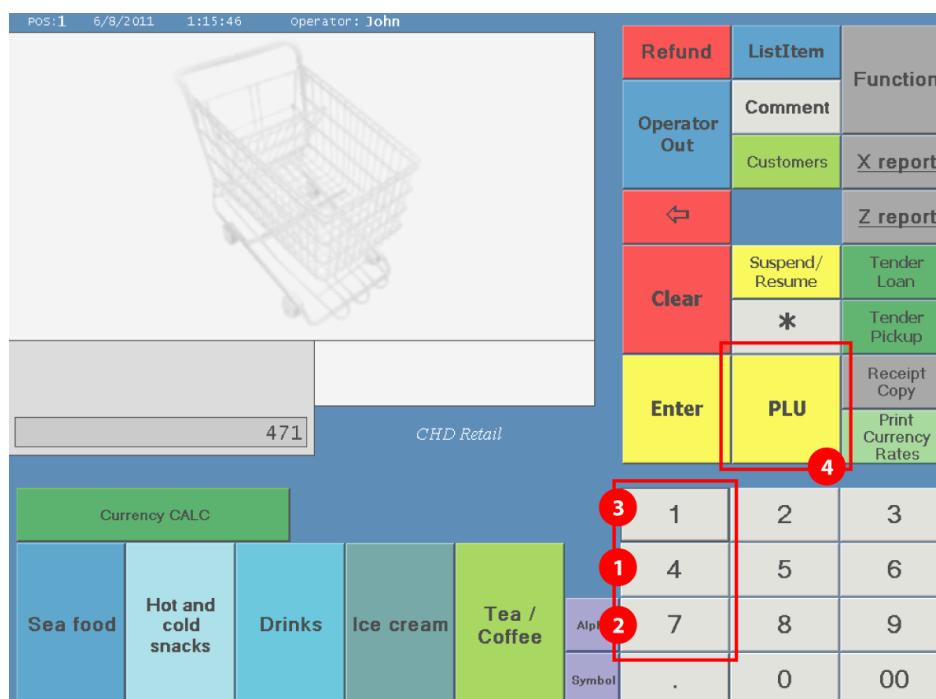 POS:1 6/8/2011 1:15:46 Operator: John
Refund
ListItem
Function
Operator
Out
Comment
Customers
X report
⇦
Z report
Clear
Suspend/
Resume
Tender
Loan
*
Tender
Pickup
Enter
PLU
Receipt
Copy
Print
Currency
Rates
4
471
CHD Retail
Currency CALC
3
1
2
3
1
4
5
6
Sea food
Hot and
cold
snacks
Drinks
Ice cream
Tea /
Coffee
2
7
8
9
Symbol
.
0
00